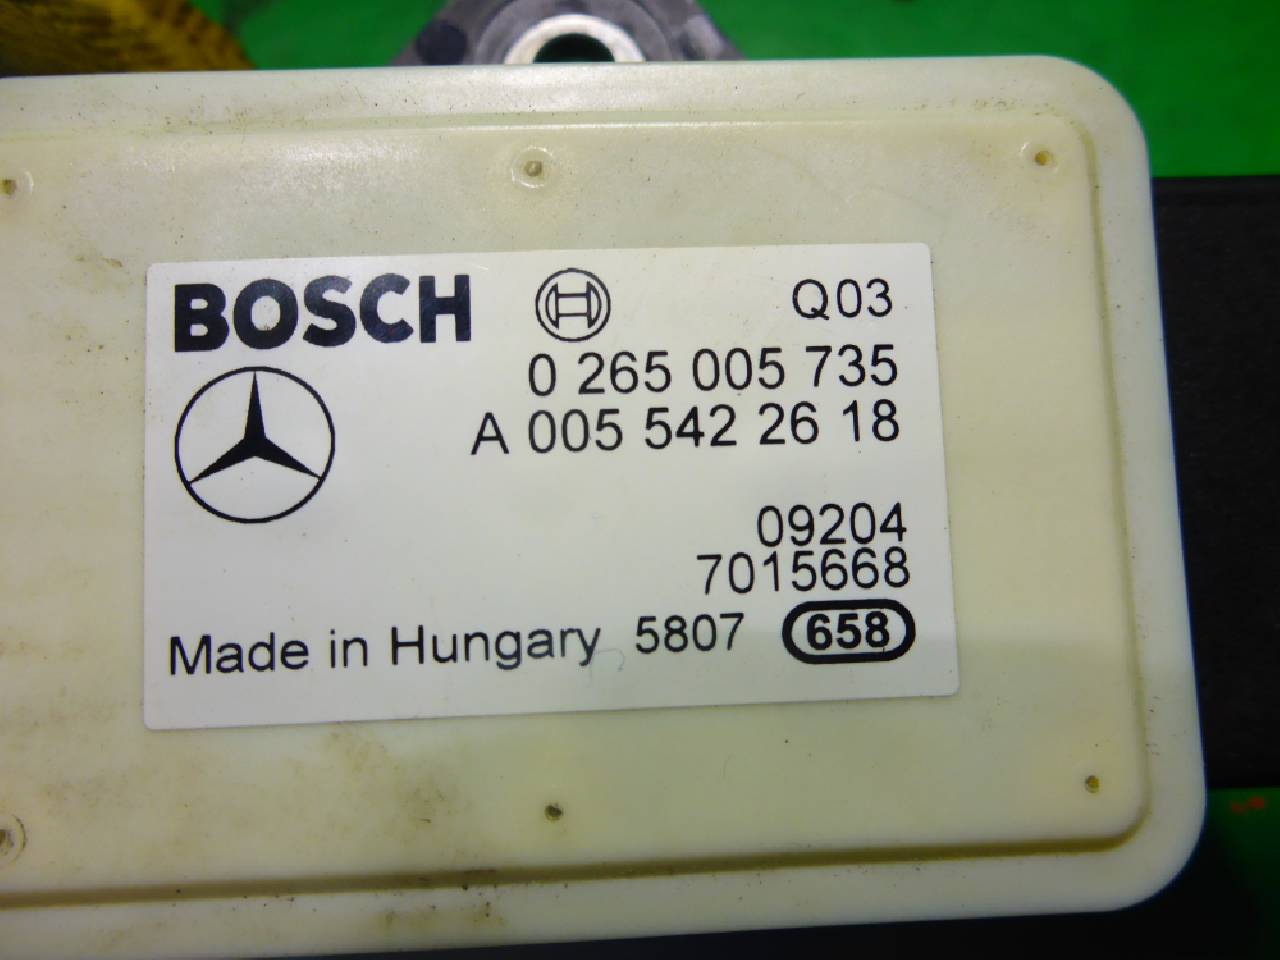 BOSCH Q03
0 265 005 735
A 005 542 26 18
09204
7015668
Made in Hungary 5807 658